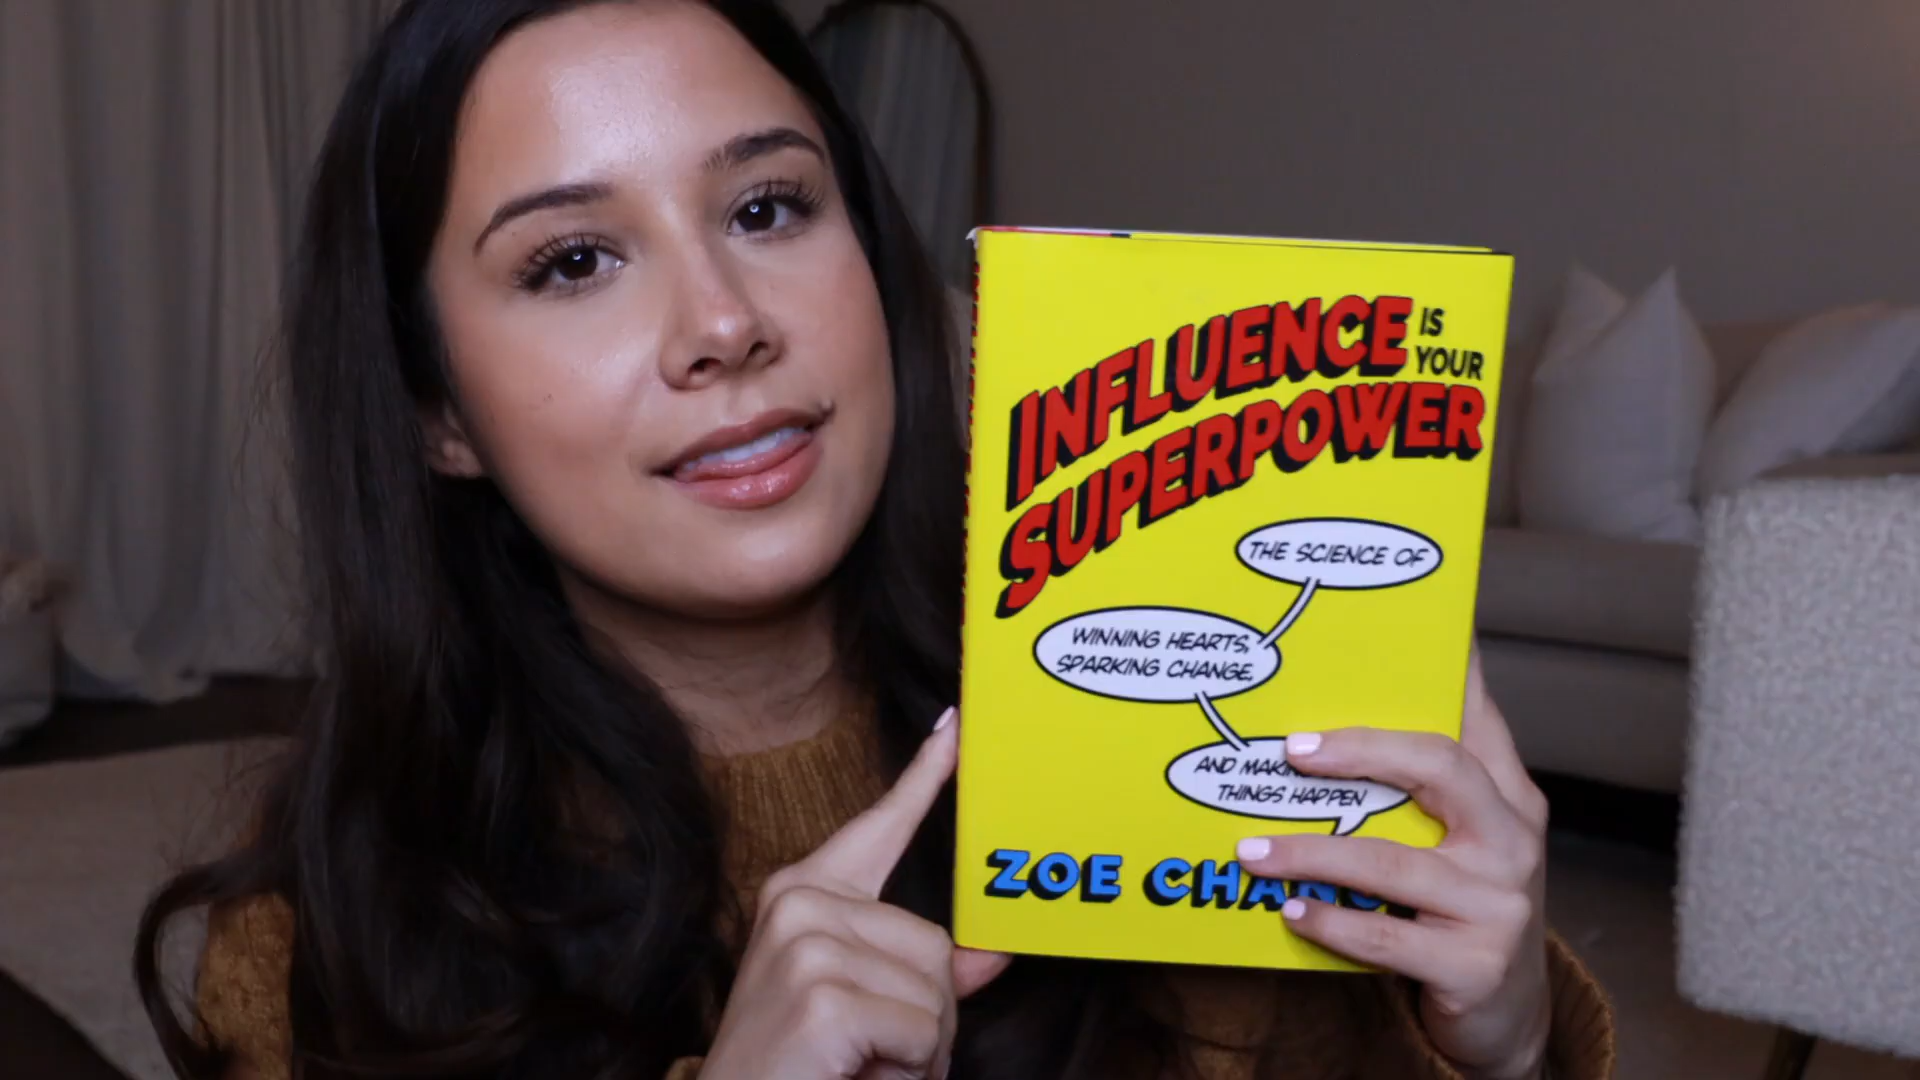 INFLUENCE IS YOUR
SUPERPOWER
THE SCIENCE OF
WINNING HEARTS,
SPARKING CHANGE,
AND
THINGS HAPPEN
ZOE